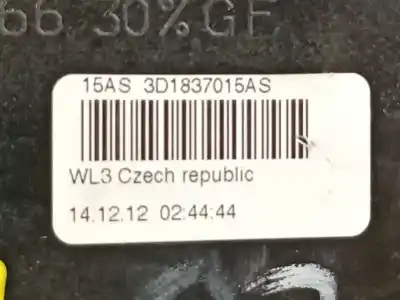 66 30%GF
15AS 3D1837015AS
WL3 Czech republic
14.12.12 02:44:44